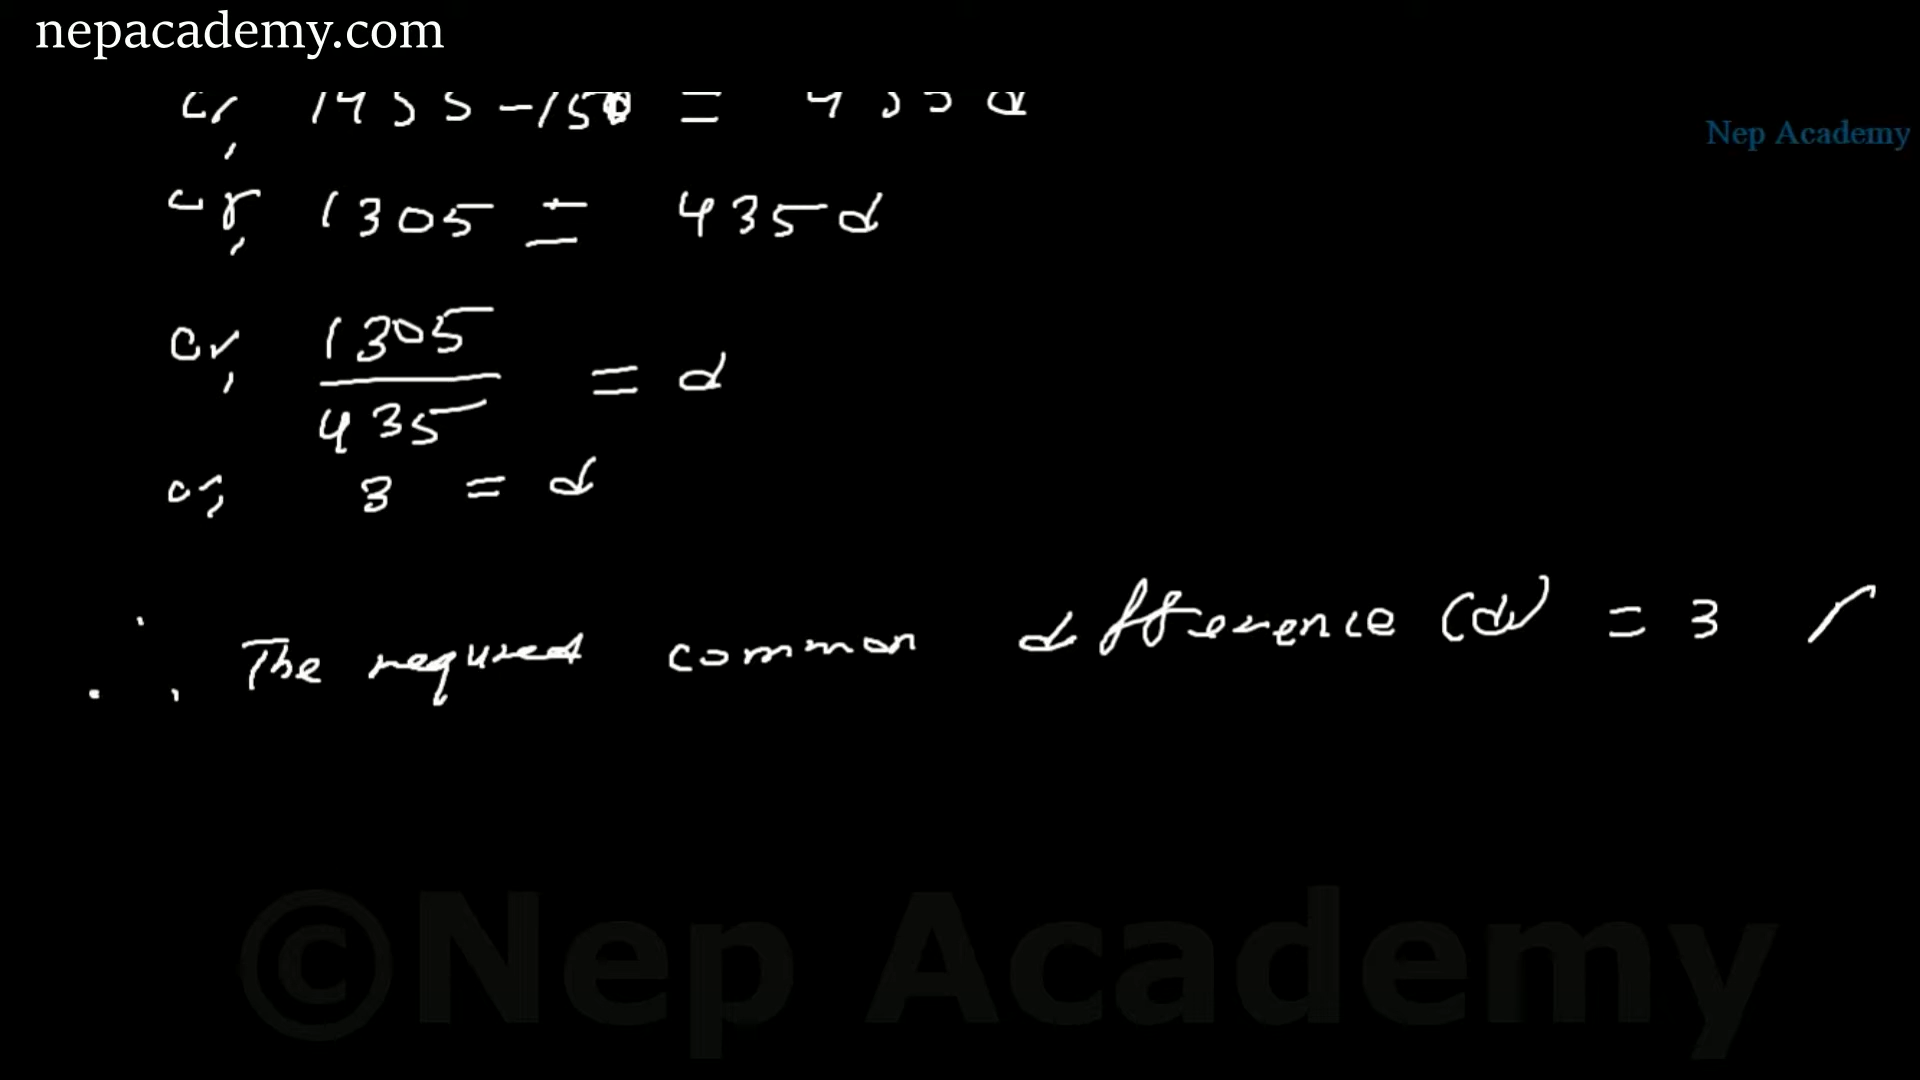 nepacademy.com
or, 1455 - 150 = 435 d
Nep Academy
or, 1305 = 435 d
or, 1305 / 435 = d
or, 3 = d
∴ The required common difference (d) = 3
©Nep Academy